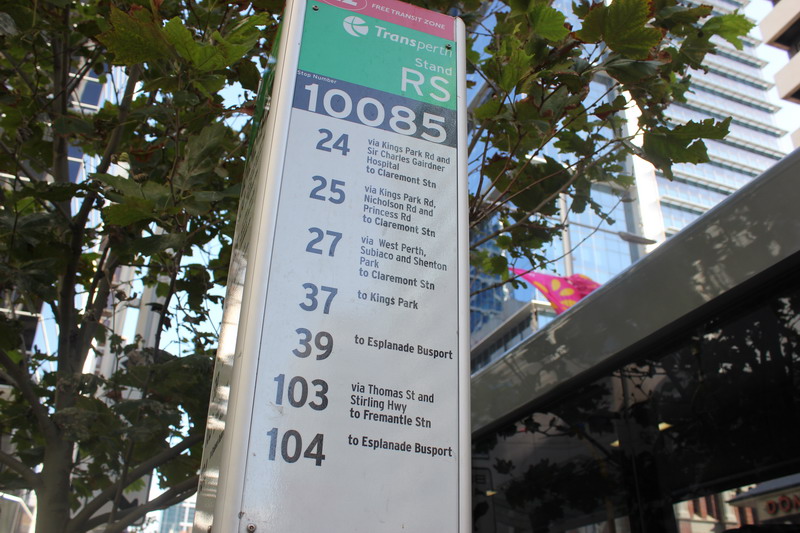 FREE TRANSIT ZONE
Transperth
Stand
RS
Stop Number
10085
24 via Kings Park Rd and
Sir Charles Gairdner
Hospital
to Claremont Stn
25 via Kings Park Rd,
Nicholson Rd and
Princess Rd
to Claremont Stn
27 via West Perth,
Subiaco and Shenton
Park
to Claremont Stn
37 to Kings Park
39 to Esplanade Busport
103 via Thomas St and
Stirling Hwy
to Fremantle Stn
104 to Esplanade Busport